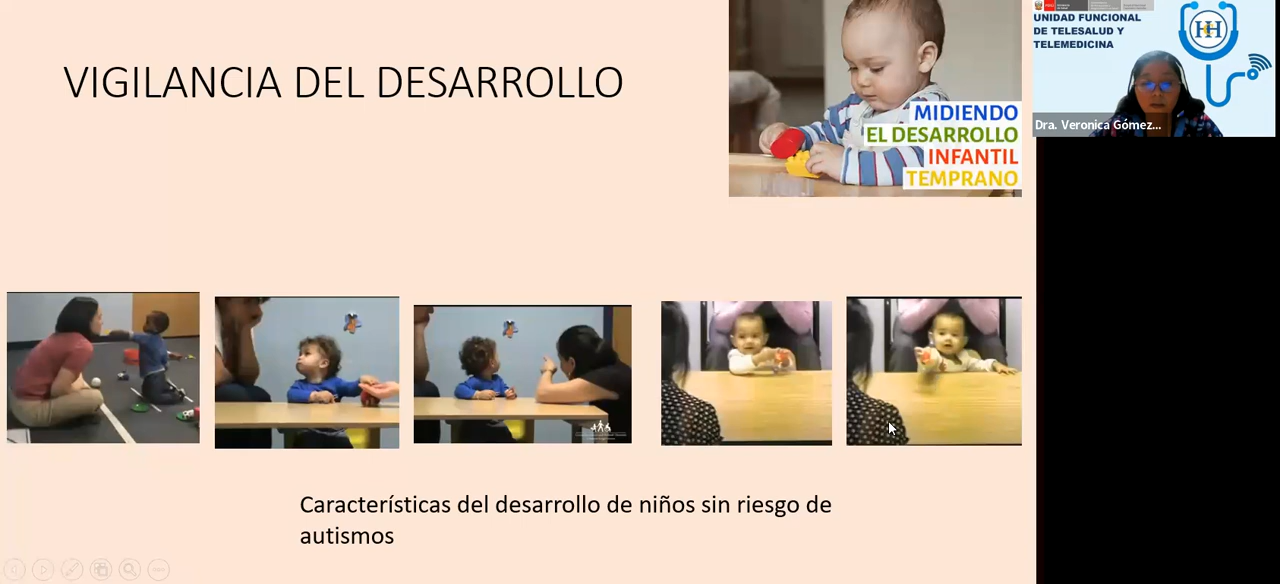 VIGILANCIA DEL DESARROLLO
MIDIENDO
EL DESARROLLO
INFANTIL
TEMPRANO
UNIDAD FUNCIONAL
DE TELESALUD Y
TELEMEDICINA
Dra. Veronica Gómez...
Características del desarrollo de niños sin riesgo de
autismos